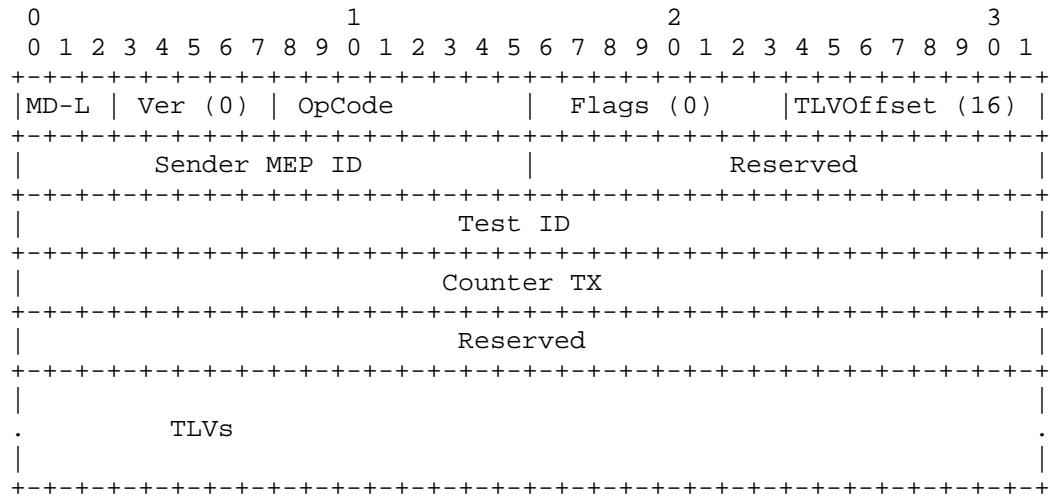 0                   1                   2                   3
 0 1 2 3 4 5 6 7 8 9 0 1 2 3 4 5 6 7 8 9 0 1 2 3 4 5 6 7 8 9 0 1
+-+-+-+-+-+-+-+-+-+-+-+-+-+-+-+-+-+-+-+-+-+-+-+-+-+-+-+-+-+-+-+-+
|MD-L | Ver (0) | OpCode        |  Flags (0)    |TLVOffset (16) |
+-+-+-+-+-+-+-+-+-+-+-+-+-+-+-+-+-+-+-+-+-+-+-+-+-+-+-+-+-+-+-+-+
|        Sender MEP ID          |            Reserved           |
+-+-+-+-+-+-+-+-+-+-+-+-+-+-+-+-+-+-+-+-+-+-+-+-+-+-+-+-+-+-+-+-+
|                           Test ID                             |
+-+-+-+-+-+-+-+-+-+-+-+-+-+-+-+-+-+-+-+-+-+-+-+-+-+-+-+-+-+-+-+-+
|                          Counter TX                           |
+-+-+-+-+-+-+-+-+-+-+-+-+-+-+-+-+-+-+-+-+-+-+-+-+-+-+-+-+-+-+-+-+
|                           Reserved                            |
+-+-+-+-+-+-+-+-+-+-+-+-+-+-+-+-+-+-+-+-+-+-+-+-+-+-+-+-+-+-+-+-+
|                                                               |
.         TLVs                                                  .
|                                                               |
+-+-+-+-+-+-+-+-+-+-+-+-+-+-+-+-+-+-+-+-+-+-+-+-+-+-+-+-+-+-+-+-+